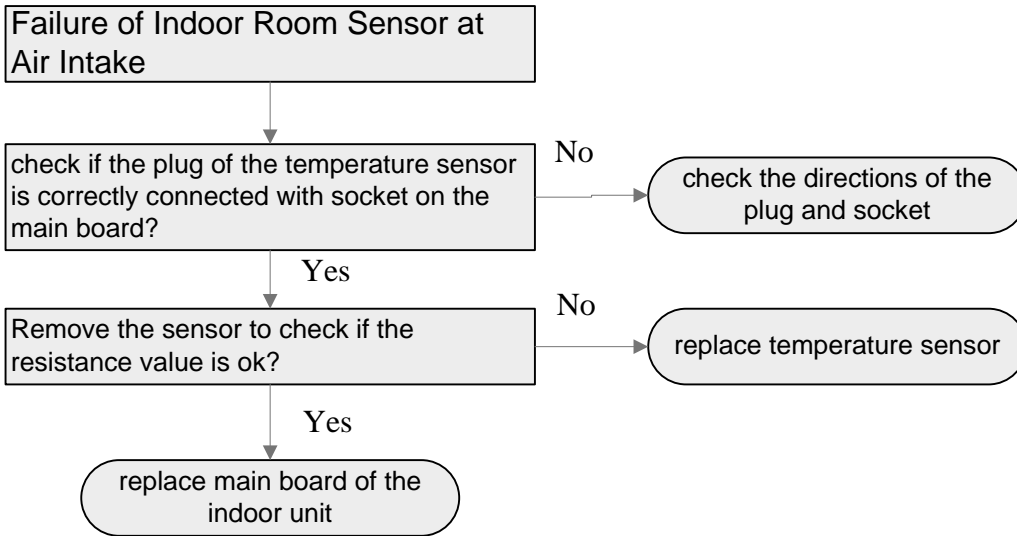 Failure of Indoor Room Sensor at
Air Intake
check if the plug of the temperature sensor
is correctly connected with socket on the
main board?
No
check the directions of the
plug and socket
Yes
Remove the sensor to check if the
resistance value is ok?
No
replace temperature sensor
Yes
replace main board of the
indoor unit